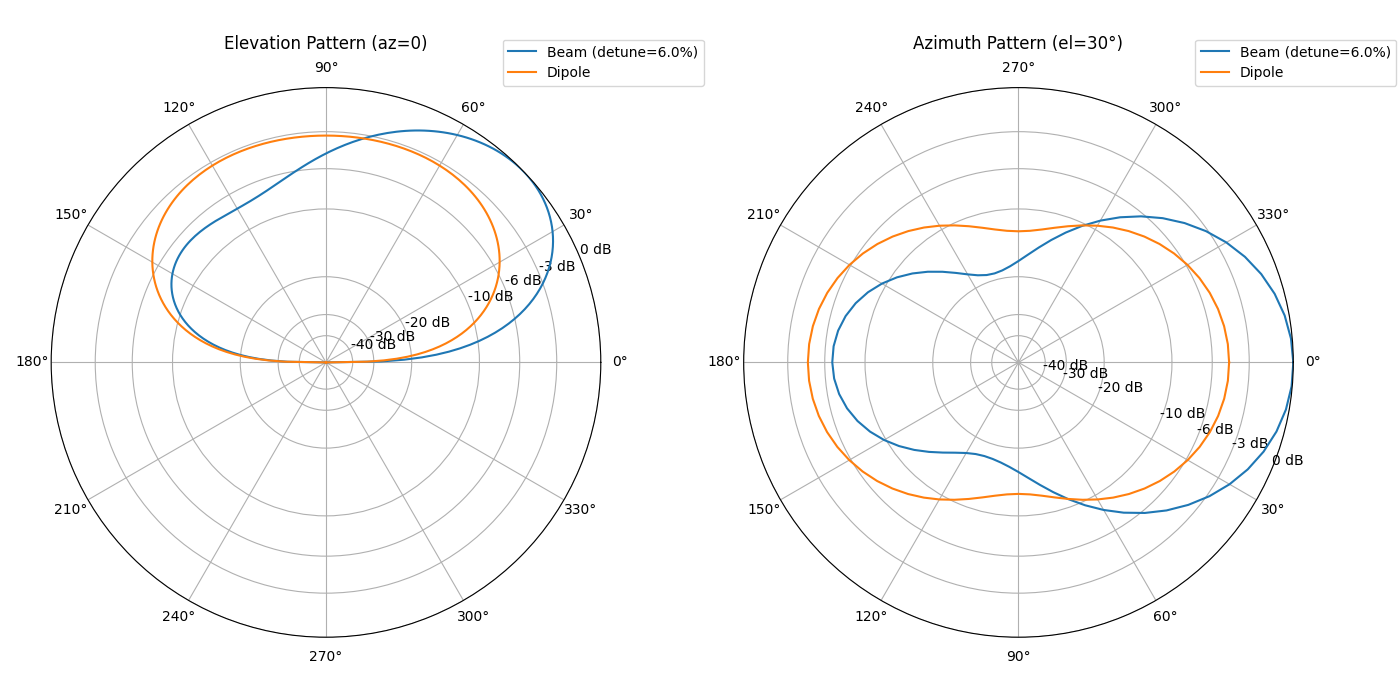 Elevation Pattern (az=0)
Beam (detune=6.0%)
Dipole
90°
120°
60°
150°
30°
0 dB
-3 dB
-6 dB
-10 dB
-20 dB
-30 dB
-40 dB
180°
0°
210°
330°
240°
300°
270°
Azimuth Pattern (el=30°)
Beam (detune=6.0%)
Dipole
270°
240°
300°
210°
330°
180°
0°
-40 dB
-30 dB
-20 dB
-10 dB
-6 dB
-3 dB
0 dB
150°
30°
120°
60°
90°